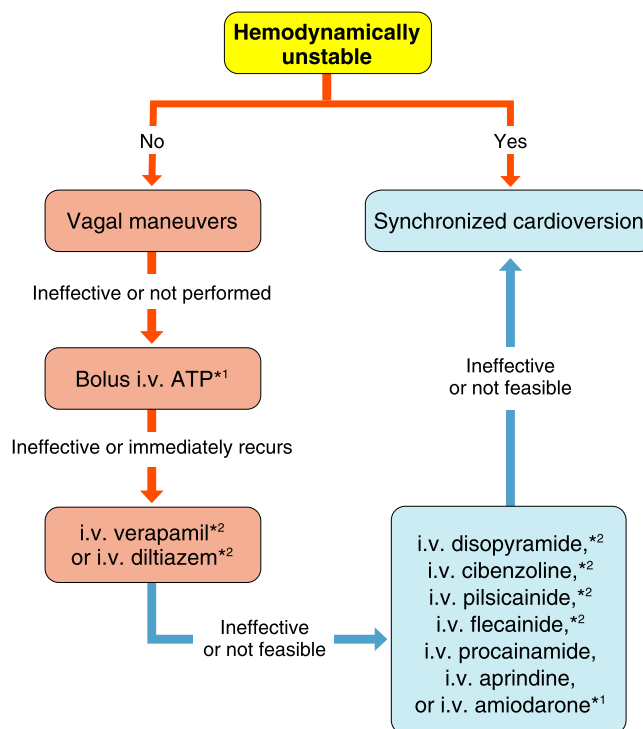 Hemodynamically
unstable
No
Yes
Vagal maneuvers
Synchronized cardioversion
Ineffective or not performed
Bolus i.v. ATP*1
Ineffective
or not feasible
Ineffective or immediately recurs
i.v. verapamil*2
or i.v. diltiazem*2
Ineffective
or not feasible
i.v. disopyramide,*2
i.v. cibenzoline,*2
i.v. pilsicainide,*2
i.v. flecainide,*2
i.v. procainamide,
i.v. aprindine,
or i.v. amiodarone*1